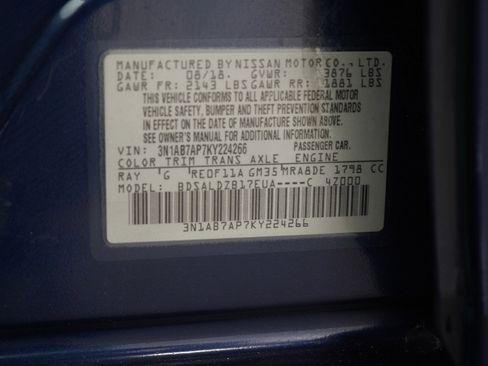 MANUFACTURED BY NISSAN MOTOR CO., LTD.
DATE: 08/18. GVWR: 3876 LBS
GAWR FR: 2143 LBS GAWR RR: 1881 LBS
THIS VEHICLE CONFORMS TO ALL APPLICABLE FEDERAL MOTOR
VEHICLE SAFETY, BUMPER AND THEFT PREVENTION STANDARDS
IN EFFECT ON THE DATE OF MANUFACTURE SHOWN ABOVE.
SEE OWNER'S MANUAL FOR ADDITIONAL INFORMATION.
VIN: 3N1AB7AP7KY224266 PASSENGER CAR.
COLOR TRIM TRANS AXLE ENGINE
RAY G RE0F11A GM35 MRA8DE 1798 CC
MODEL: BDSALDZB17EUA----C 4Z000
3N1AB7AP7KY224266